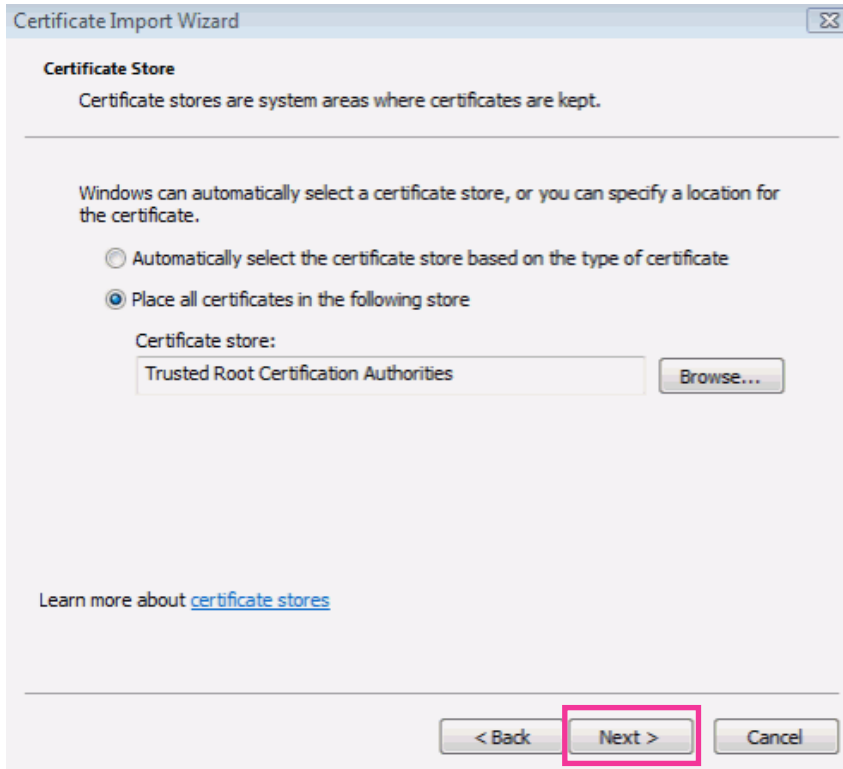 Certificate Import Wizard
Certificate Store
Certificate stores are system areas where certificates are kept.
Windows can automatically select a certificate store, or you can specify a location for
the certificate.
Automatically select the certificate store based on the type of certificate
Place all certificates in the following store
Certificate store:
Trusted Root Certification Authorities
Browse...
Learn more about certificate stores
< Back
Next >
Cancel